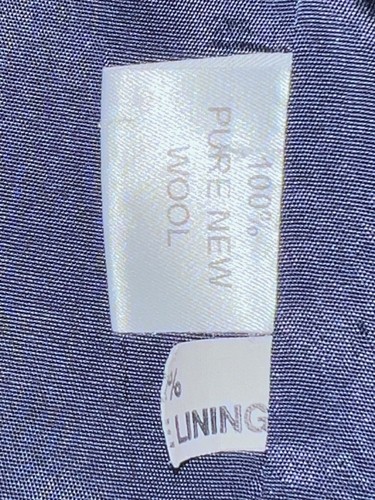 100%
PURE NEW
WOOL
%
E LINING